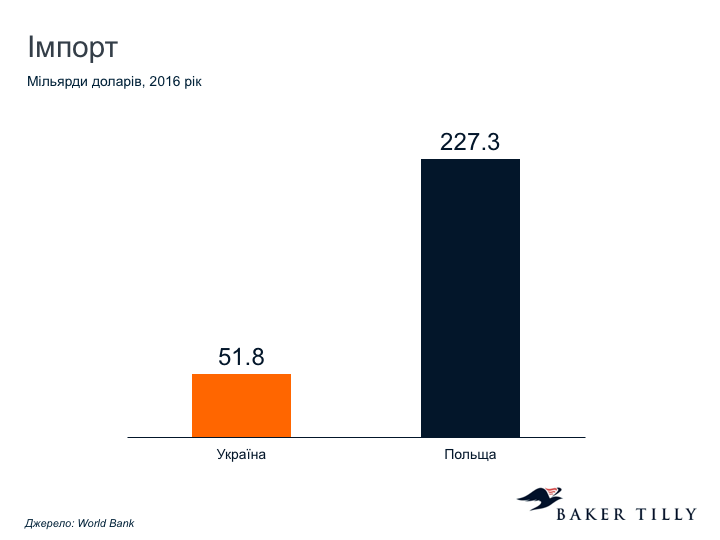 Імпорт
Мільярди доларів, 2016 рік
227.3
51.8
Україна
Польща
BAKER TILLY
Джерело: World Bank